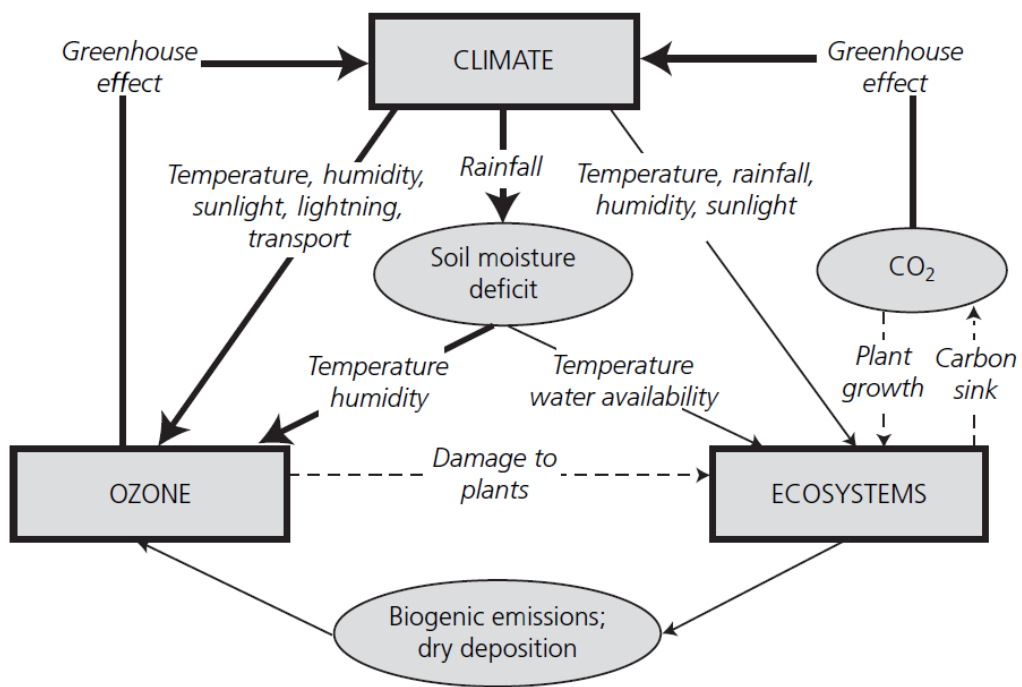 Greenhouse
effect
CLIMATE
Greenhouse
effect
Temperature, humidity,
sunlight, lightning,
transport
Rainfall
Temperature, rainfall,
humidity, sunlight
Soil moisture
deficit
CO₂
Temperature
humidity
Temperature
water availability
Plant
growth
Carbon
sink
OZONE
Damage to
plants
ECOSYSTEMS
Biogenic emissions;
dry deposition